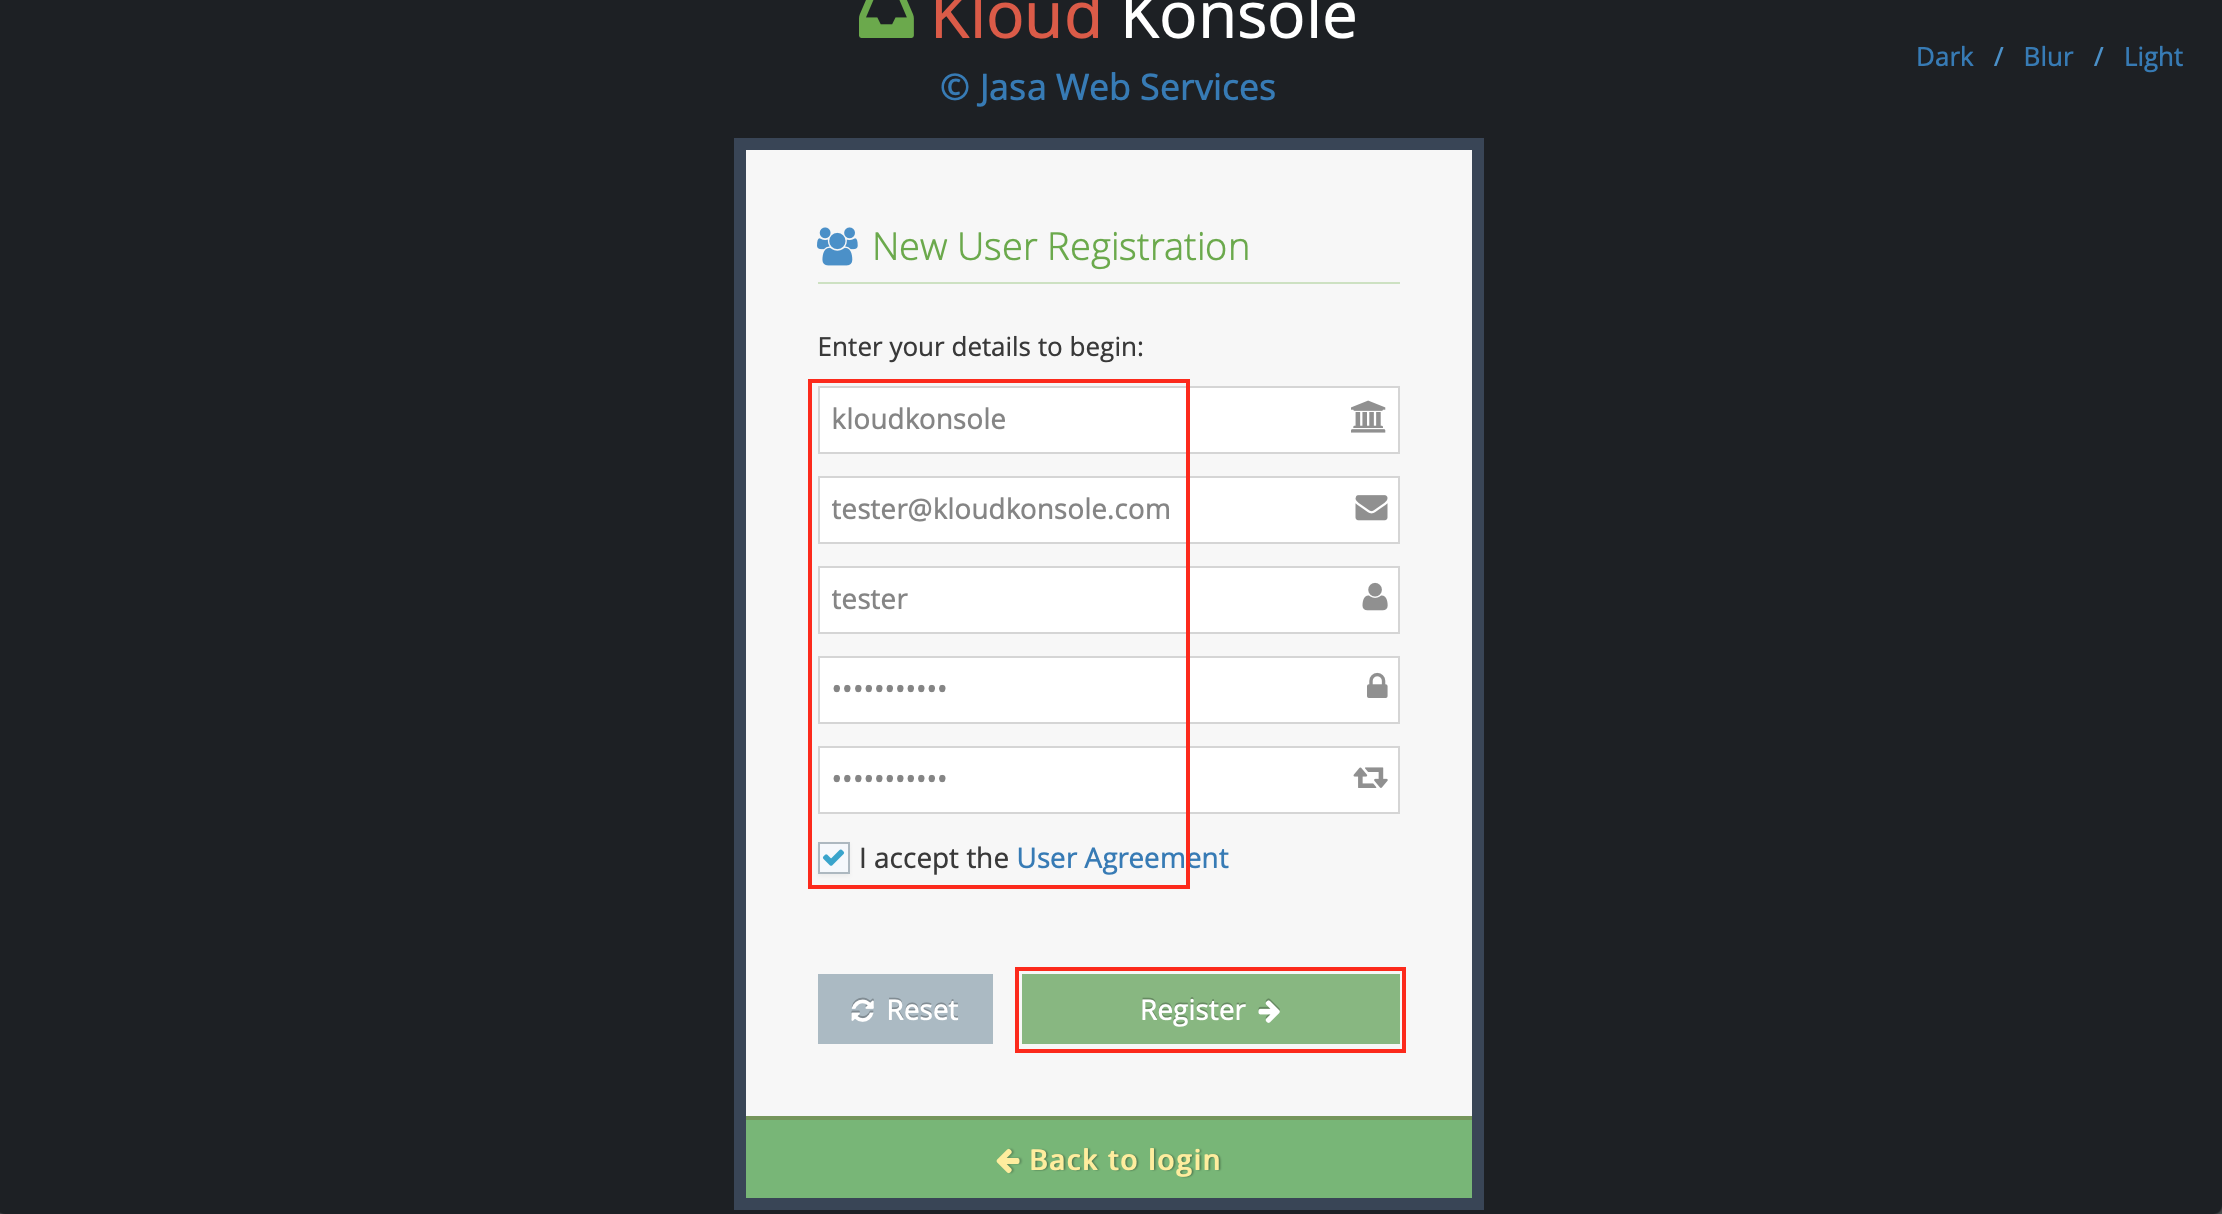 Kloud Konsole
Dark / Blur / Light
© Jasa Web Services
New User Registration
Enter your details to begin:
kloudkonsole
tester@kloudkonsole.com
tester
•••••••••••
•••••••••••
I accept the User Agreement
Reset
Register
Back to login